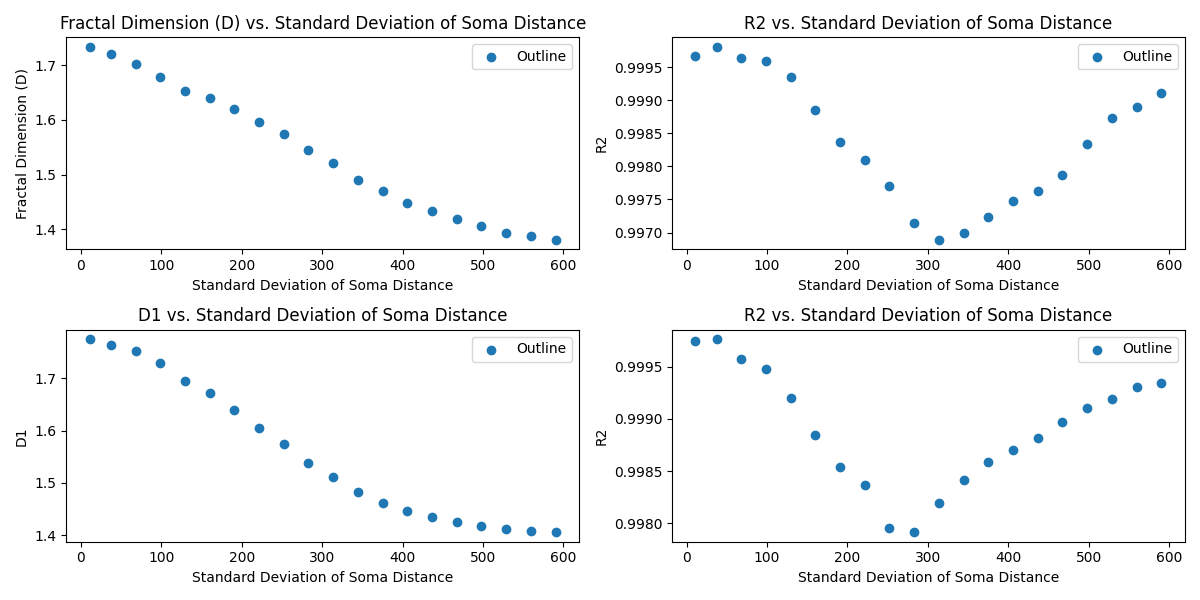 Fractal Dimension (D) vs. Standard Deviation of Soma Distance
Outline
Fractal Dimension (D)
1.7
1.6
1.5
1.4
0
100
200
300
400
500
600
Standard Deviation of Soma Distance
R2 vs. Standard Deviation of Soma Distance
Outline
R2
0.9995
0.9990
0.9985
0.9980
0.9975
0.9970
0
100
200
300
400
500
600
Standard Deviation of Soma Distance
D1 vs. Standard Deviation of Soma Distance
Outline
D1
1.7
1.6
1.5
1.4
0
100
200
300
400
500
600
Standard Deviation of Soma Distance
R2 vs. Standard Deviation of Soma Distance
Outline
R2
0.9995
0.9990
0.9985
0.9980
0
100
200
300
400
500
600
Standard Deviation of Soma Distance